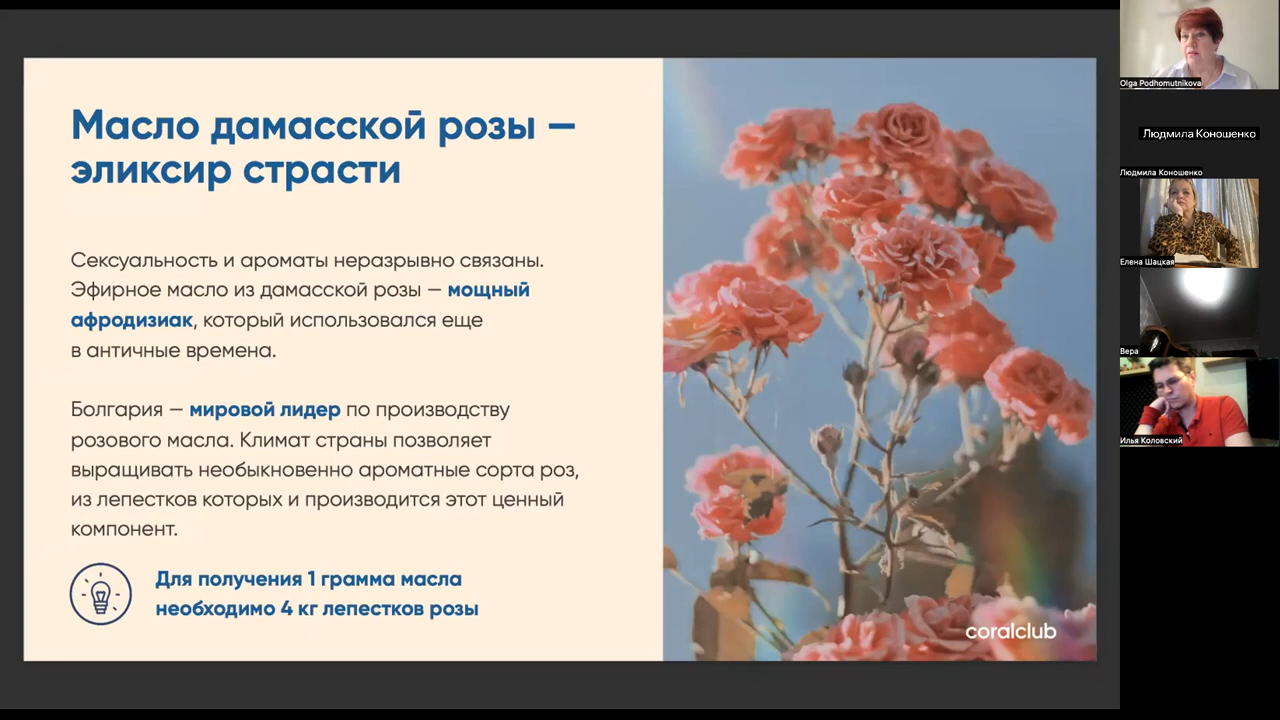 Масло дамасской розы —
эликсир страсти
Сексуальность и ароматы неразрывно связаны.
Эфирное масло из дамасской розы — мощный
афродизиак, который использовался еще
в античные времена.
Болгария — мировой лидер по производству
розового масла. Климат страны позволяет
выращивать необыкновенно ароматные сорта роз,
из лепестков которых и производится этот ценный
компонент.
Для получения 1 грамма масла
необходимо 4 кг лепестков розы
coralclub
Olga Podhomutnikova
Людмила Коношенко
Людмила Коношенко
Елена Шацкая
Вера
Илья Коловский